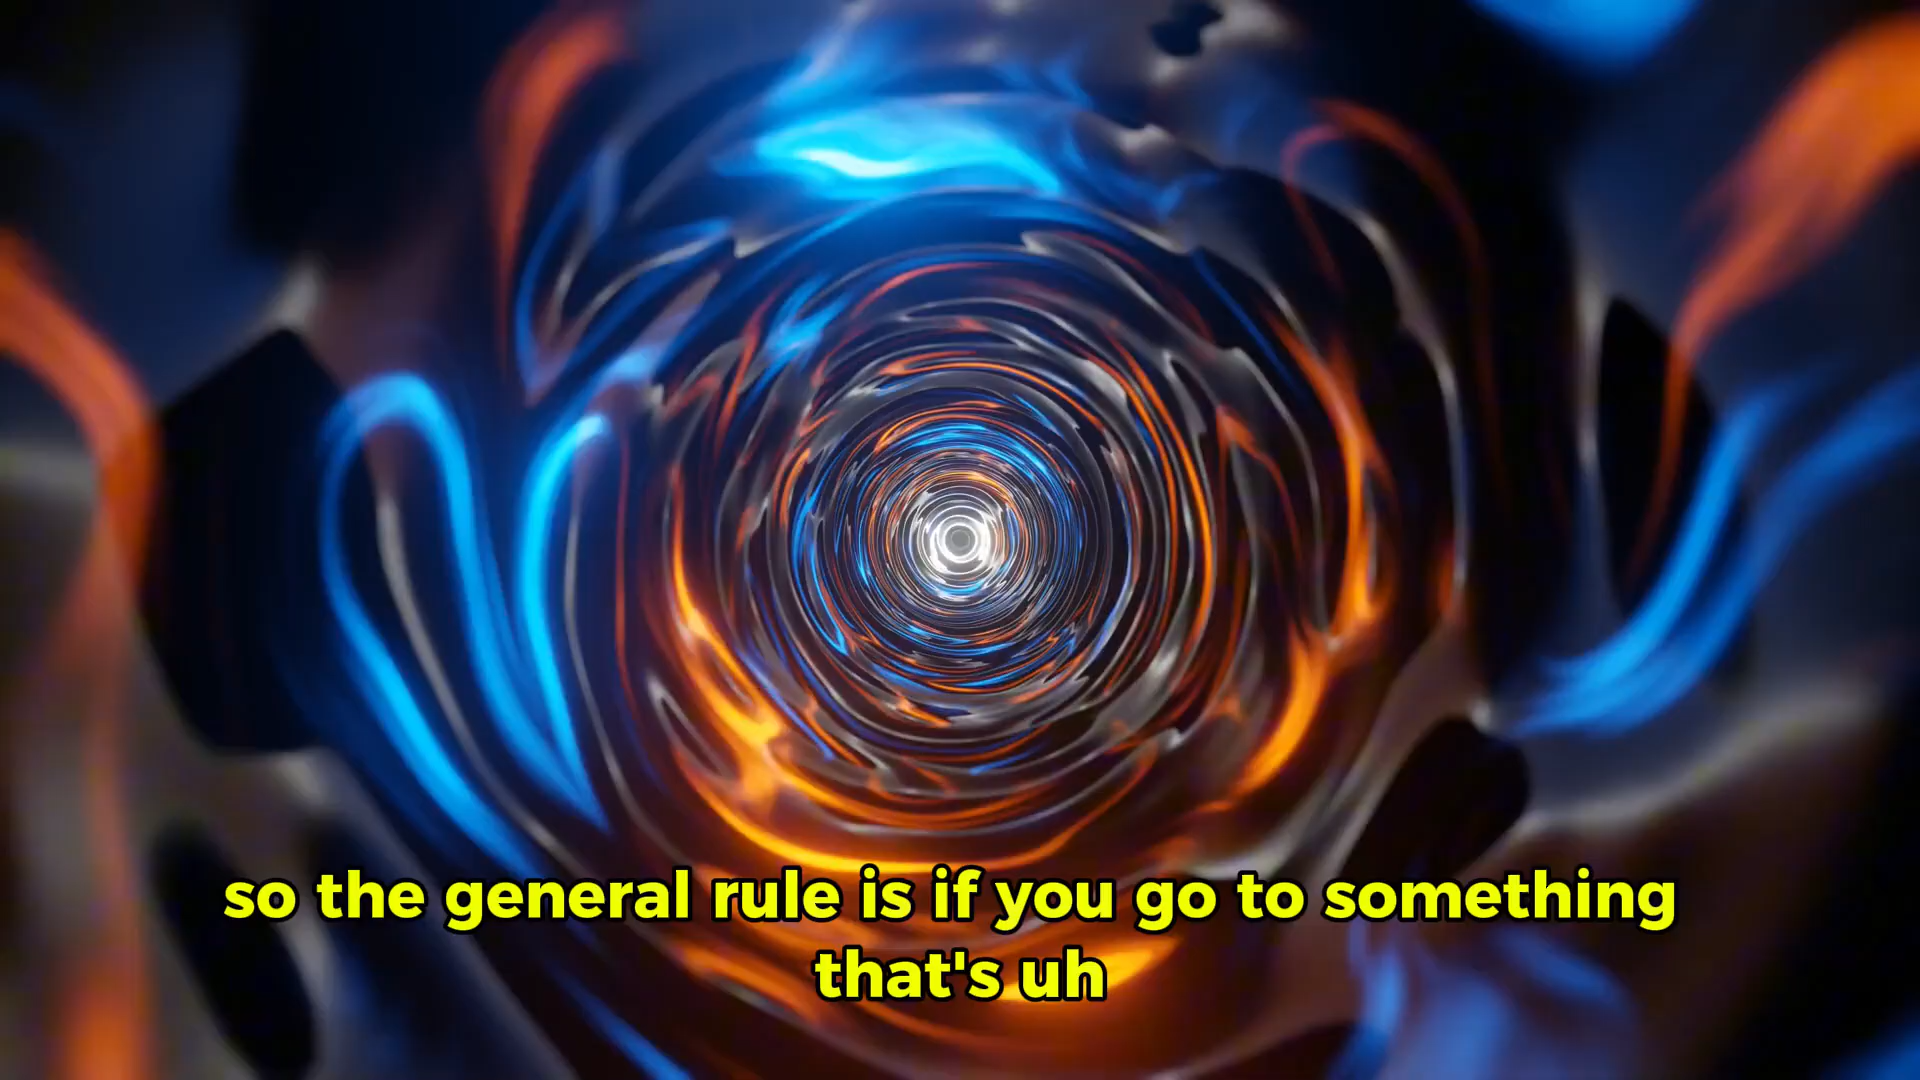 so the general rule is if you go to something
that's uh